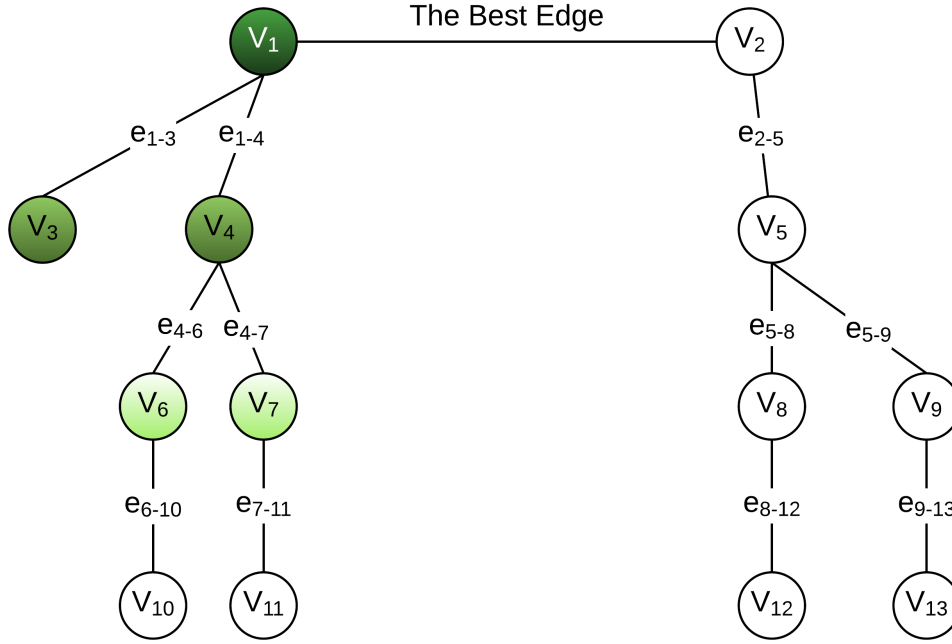 The Best Edge
V1
V2
e1-3
e1-4
e2-5
V3
V4
V5
e4-6
e4-7
e5-8
e5-9
V6
V7
V8
V9
e6-10
e7-11
e8-12
e9-13
V10
V11
V12
V13